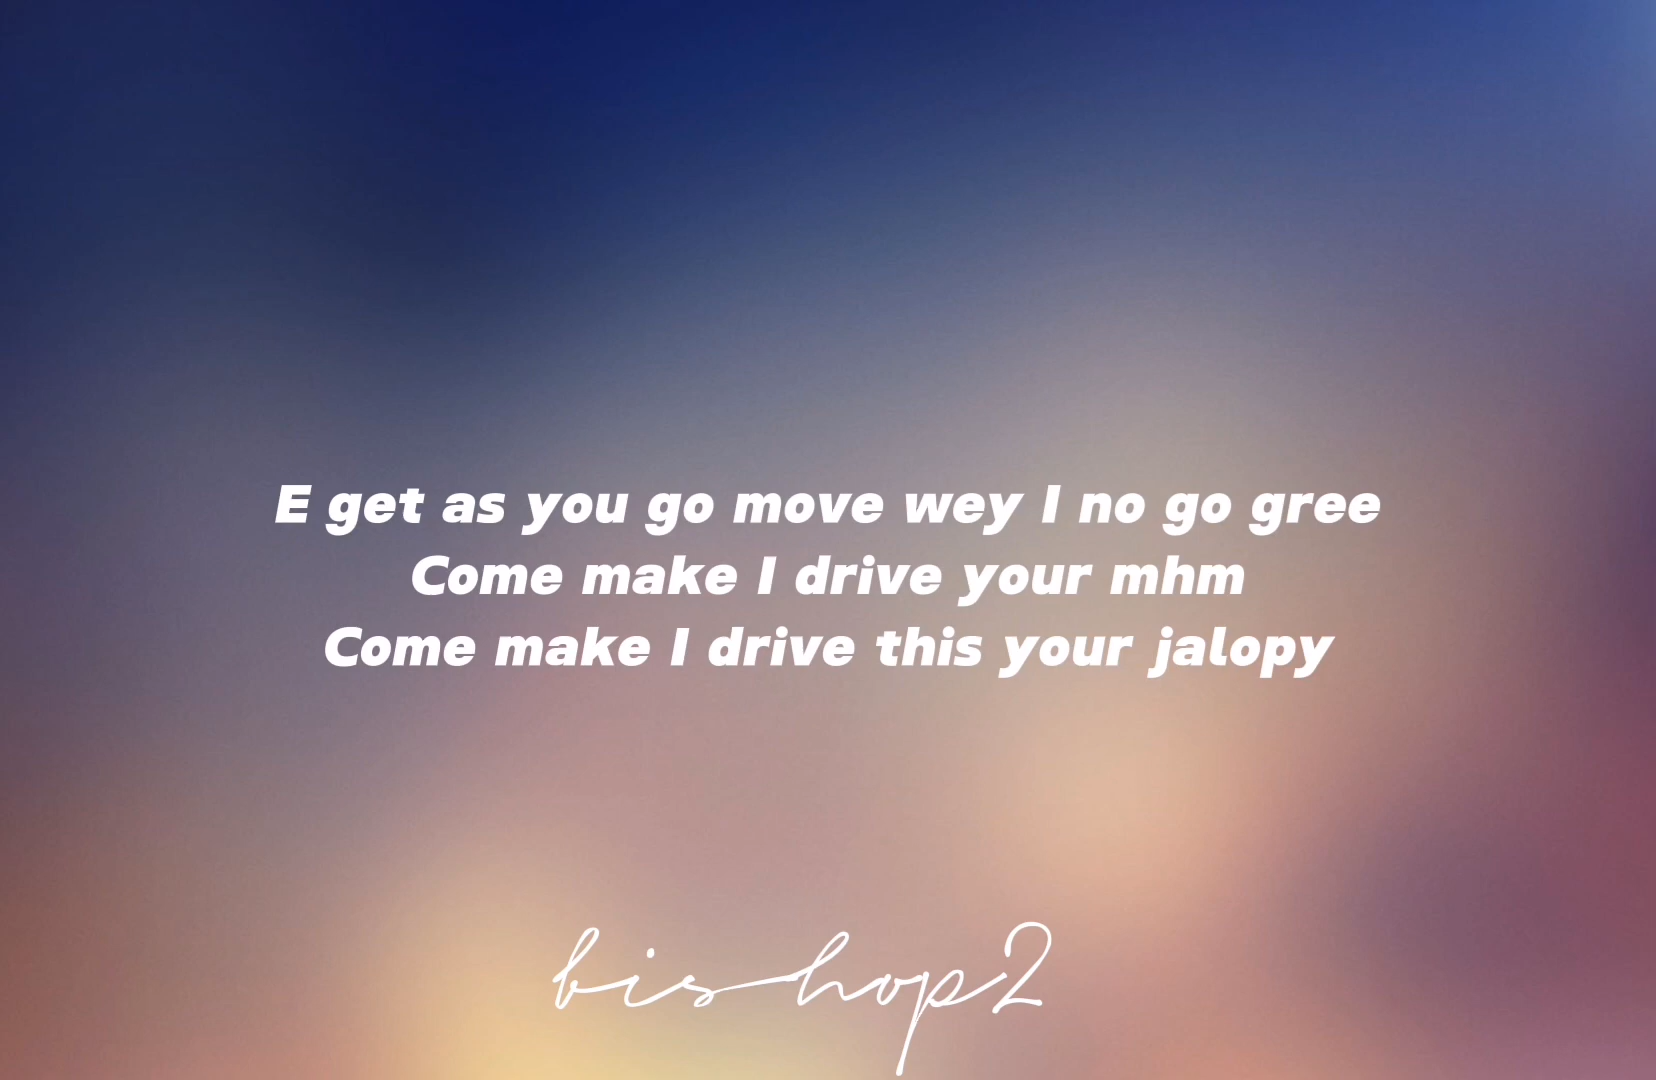 E get as you go move wey I no go gree
Come make I drive your mhm
Come make I drive this your jalopy
bishop2